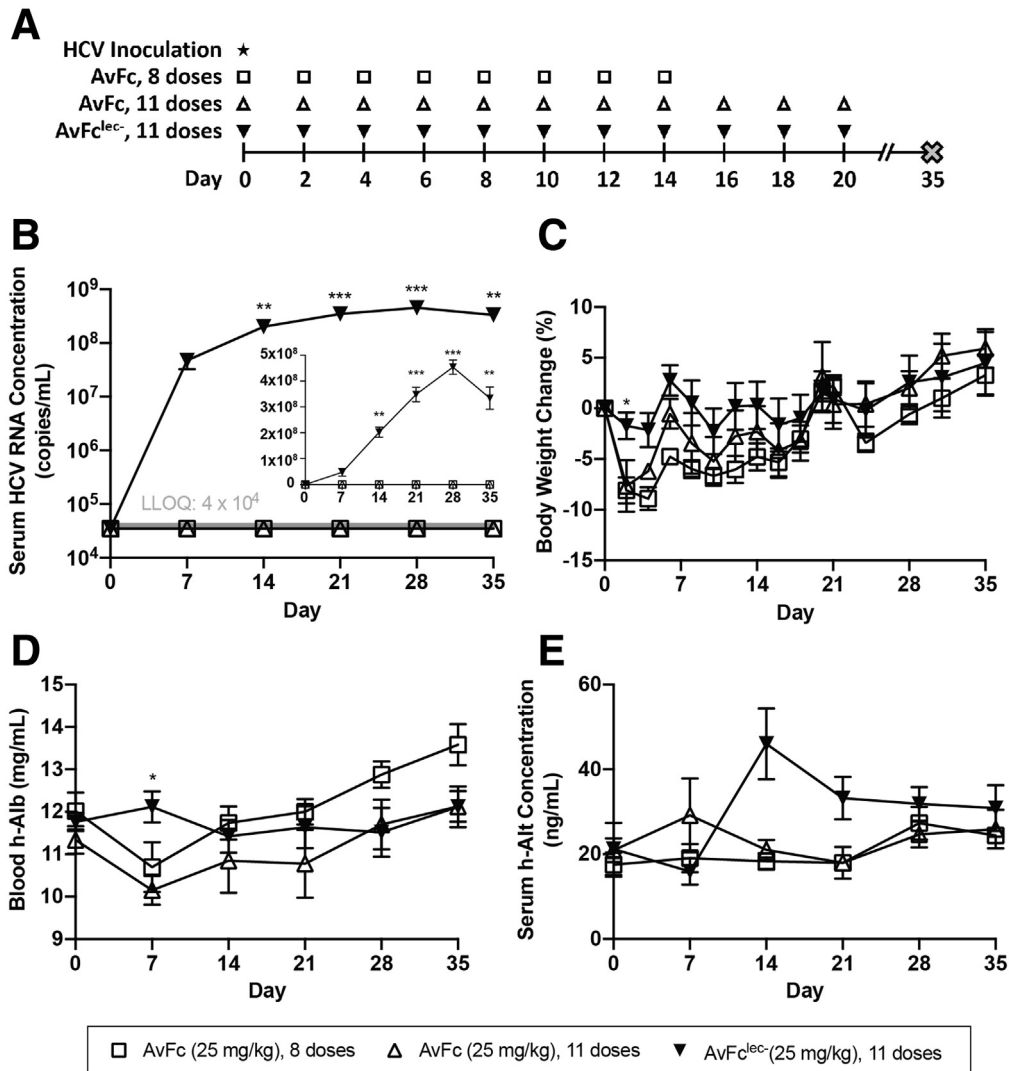 A
HCV Inoculation
AvFc, 8 doses
AvFc, 11 doses
AvFclec-, 11 doses
Day 0 2 4 6 8 10 12 14 16 18 20 35
B
Serum HCV RNA Concentration
(copies/mL)
10⁹
10⁸
10⁷
10⁶
10⁵
10⁴
** *** *** **
5x10⁸
4x10⁸
3x10⁸
2x10⁸
1x10⁸
0
** *** *** **
0 7 14 21 28 35
LLOQ: 4 x 10⁴
0 7 14 21 28 35
Day
C
Body Weight Change (%)
10
5
0
-5
-10
-15
*
0 7 14 21 28 35
Day
D
Blood h-Alb (mg/mL)
15
14
13
12
11
10
9
*
0 7 14 21 28 35
Day
E
Serum h-Alt Concentration
(ng/mL)
60
40
20
0
0 7 14 21 28 35
Day
AvFc (25 mg/kg), 8 doses
AvFc (25 mg/kg), 11 doses
AvFclec-(25 mg/kg), 11 doses